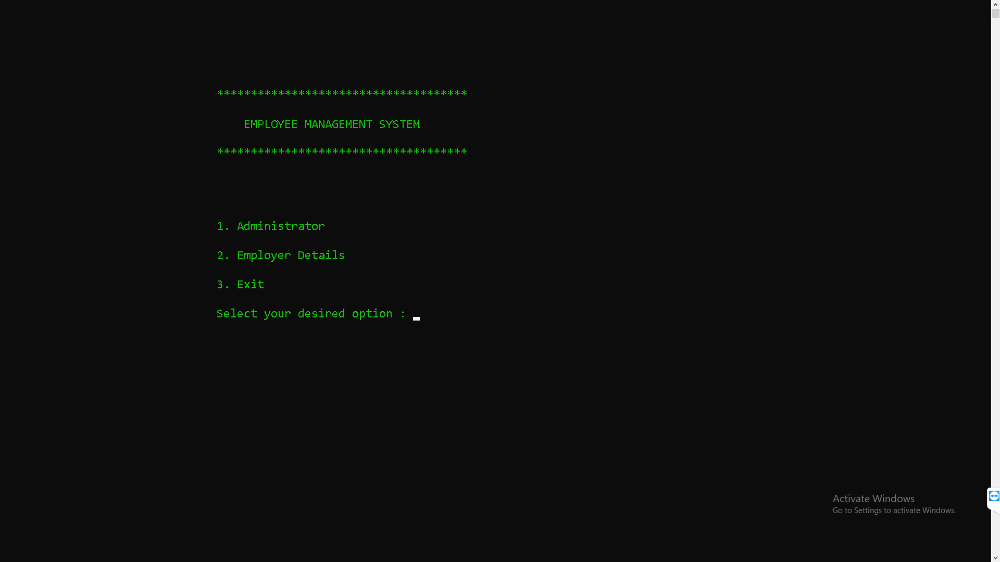 *************************************
EMPLOYEE MANAGEMENT SYSTEM
*************************************
1. Administrator
2. Employer Details
3. Exit
Select your desired option :
Activate Windows
Go to Settings to activate Windows.